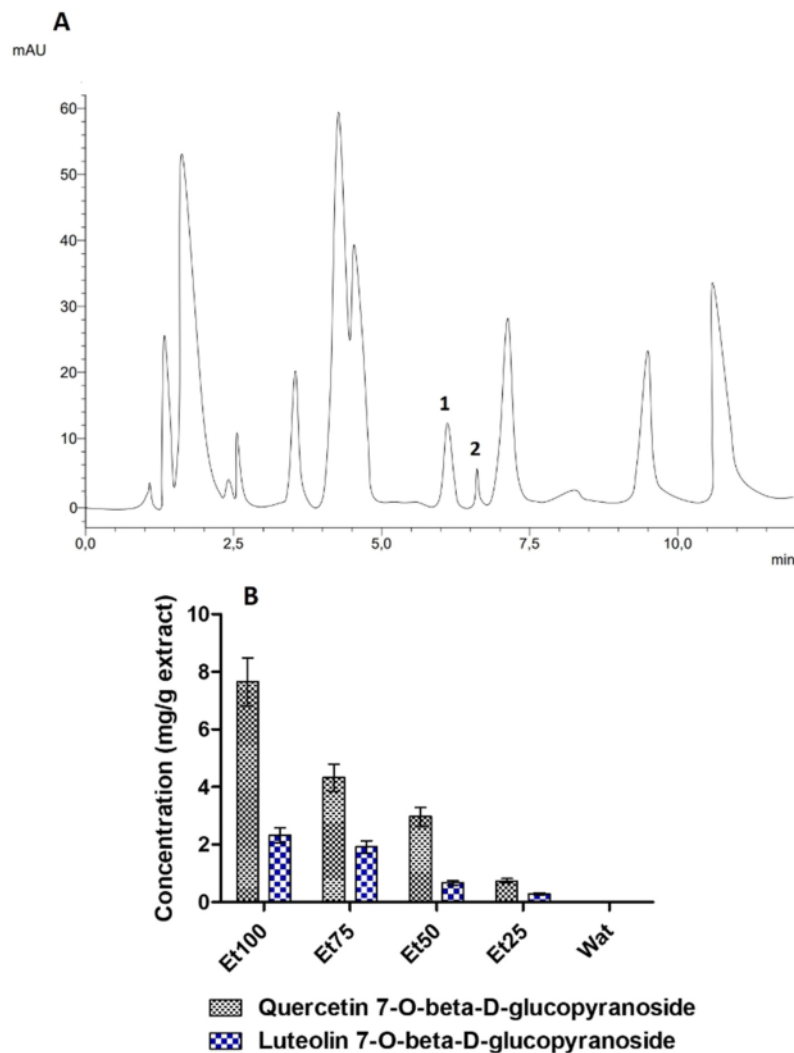 A
mAU
60
50
40
30
20
10
0
1
2
0,0 2,5 5,0 7,5 10,0
min
B
Concentration (mg/g extract)
10
8
6
4
2
0
Et100 Et75 Et50 Et25 Wat
Quercetin 7-O-beta-D-glucopyranoside
Luteolin 7-O-beta-D-glucopyranoside